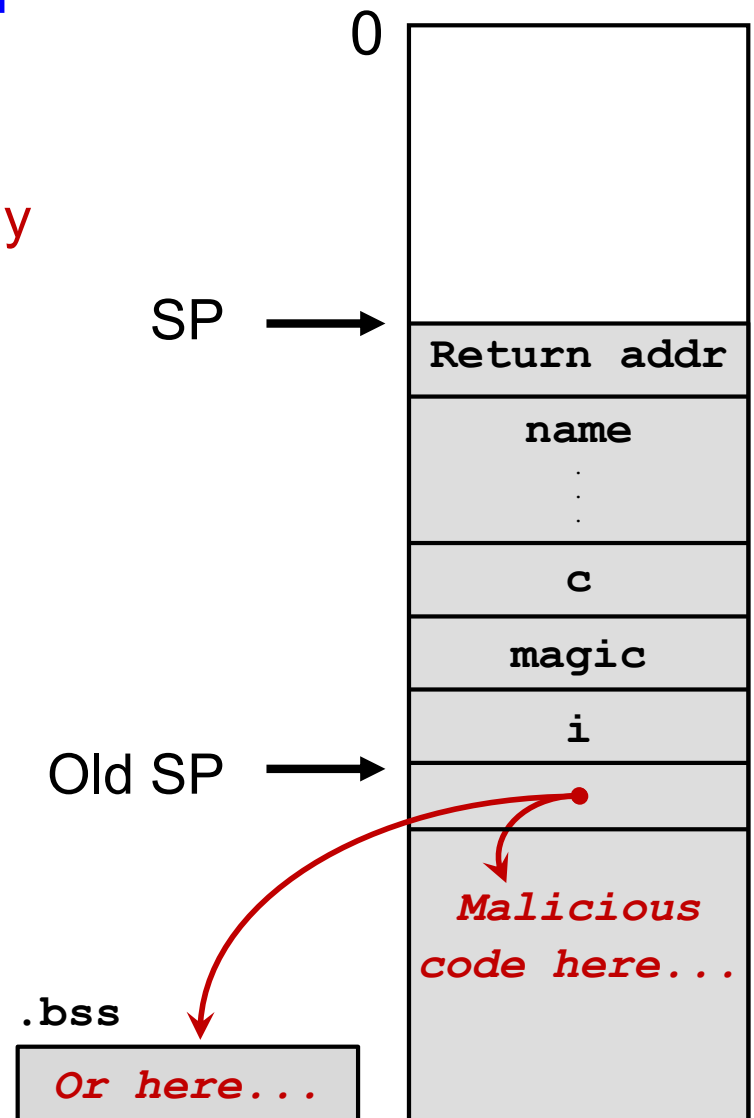 0
y
SP
Return addr
name
.
.
.
c
magic
i
Old SP
Malicious
code here...
.bss
Or here...